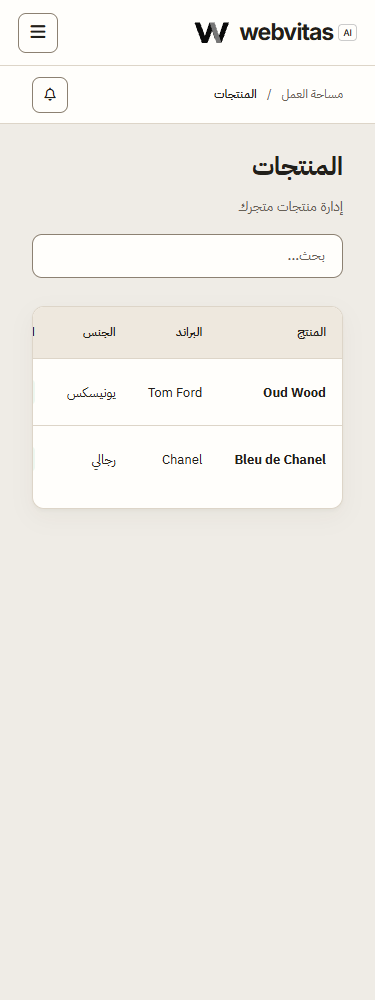 webvitas AI
مساحة العمل / المنتجات
المنتجات
إدارة منتجات متجرك
بحث...
المنتج البراند الجنس
Oud Wood Tom Ford يونيسكس
Bleu de Chanel Chanel رجالي